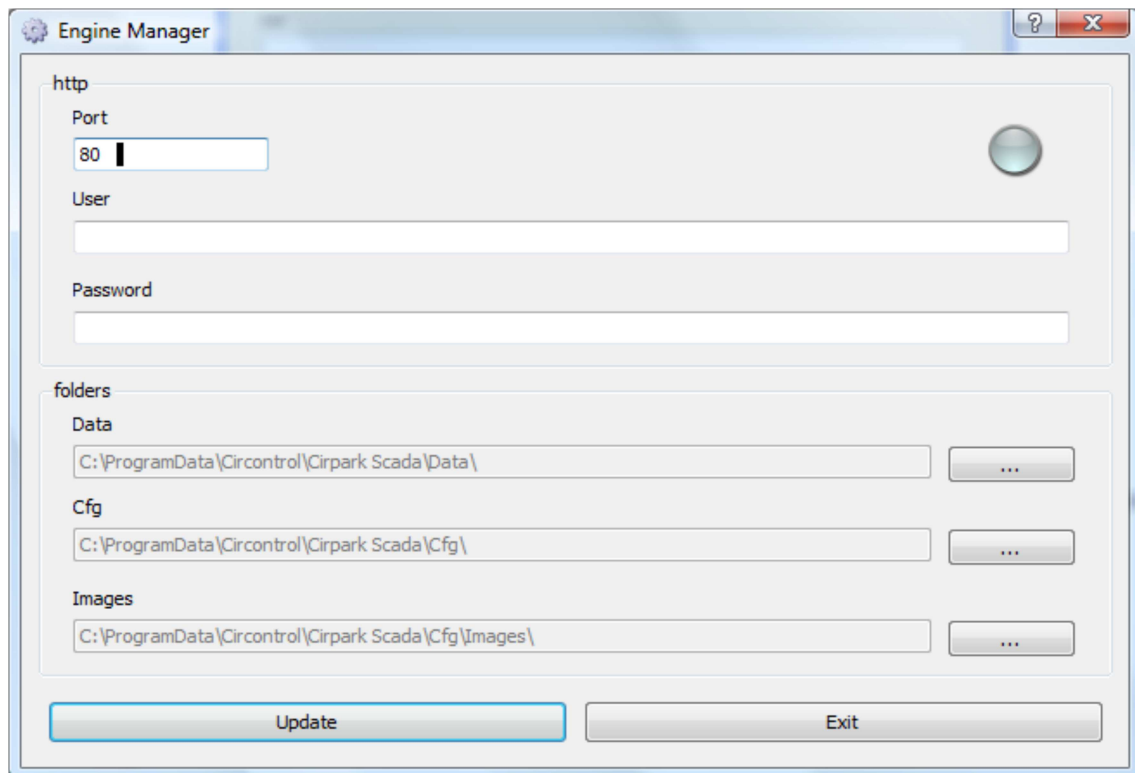 Engine Manager
?
X
http
Port
80
User
Password
folders
Data
C:\ProgramData\Circontrol\Cirpark Scada\Data\
...
Cfg
C:\ProgramData\Circontrol\Cirpark Scada\Cfg\
...
Images
C:\ProgramData\Circontrol\Cirpark Scada\Cfg\Images\
...
Update
Exit